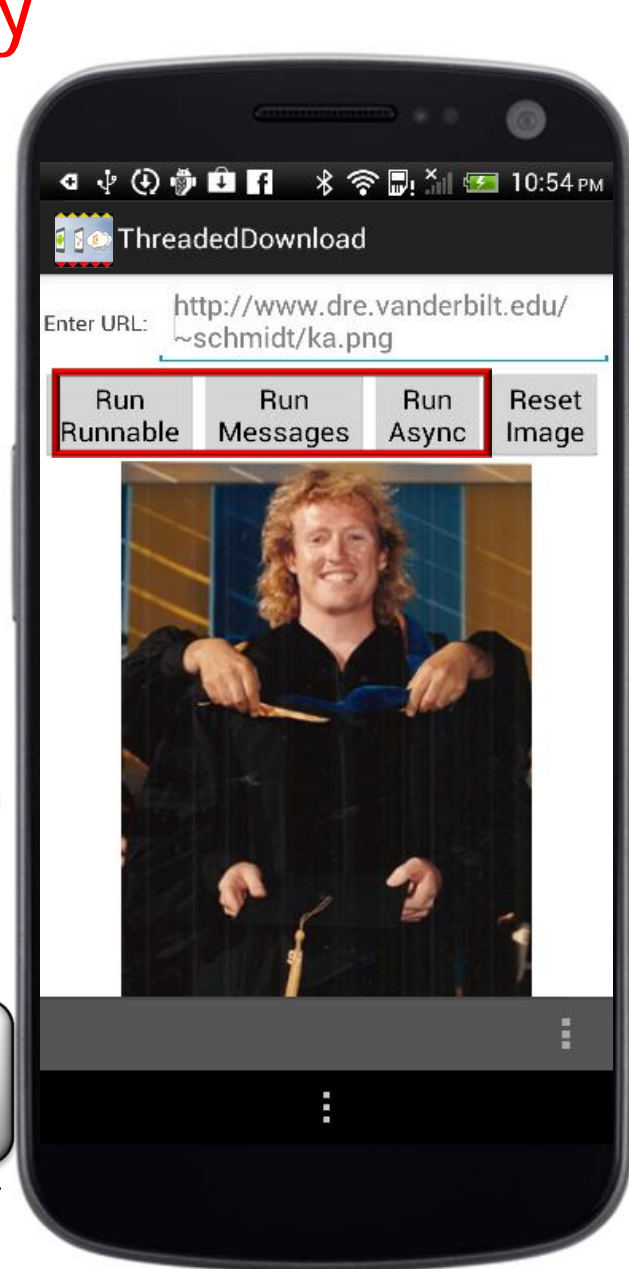 y
10:54 PM
ThreadedDownload
Enter URL:
http://www.dre.vanderbilt.edu/
~schmidt/ka.png
Run Runnable
Run Messages
Run Async
Reset Image